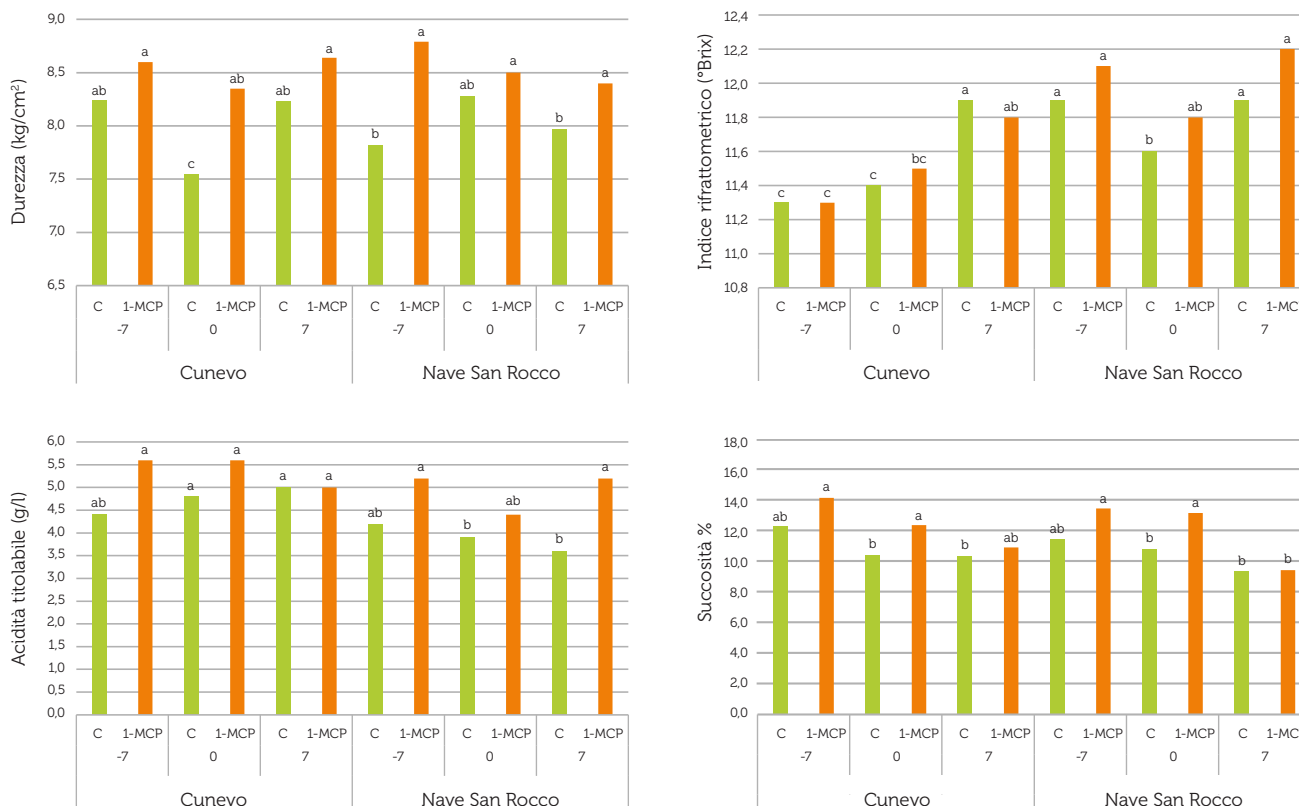 Durezza (kg/cm²)
9,0
8,5
8,0
7,5
7,0
6,5
ab a c ab ab a b a ab a b a
C 1-MCP C 1-MCP C 1-MCP C 1-MCP C 1-MCP C 1-MCP
-7 0 7 -7 0 7
Cunevo Nave San Rocco
Indice rifrattometrico (°Brix)
12,4
12,2
12,0
11,8
11,6
11,4
11,2
11,0
10,8
c c c bc a ab a a b ab a a
C 1-MCP C 1-MCP C 1-MCP C 1-MCP C 1-MCP C 1-MC
-7 0 7 -7 0 7
Cunevo Nave San Rocco
Acidità titolabile (g/l)
6,0
5,5
5,0
4,5
4,0
3,5
3,0
2,5
2,0
1,5
1,0
0,5
0,0
ab a a a a a ab a b ab b a
C 1-MCP C 1-MCP C 1-MCP C 1-MCP C 1-MCP C 1-MCP
-7 0 7 -7 0 7
Cunevo Nave San Rocco
Succosità %
18,0
16,0
14,0
12,0
10,0
8,0
6,0
4,0
2,0
0,0
ab a b a b ab ab a b a b b
C 1-MCP C 1-MCP C 1-MCP C 1-MCP C 1-MCP C 1-MC
-7 0 7 -7 0 7
Cunevo Nave San Rocco